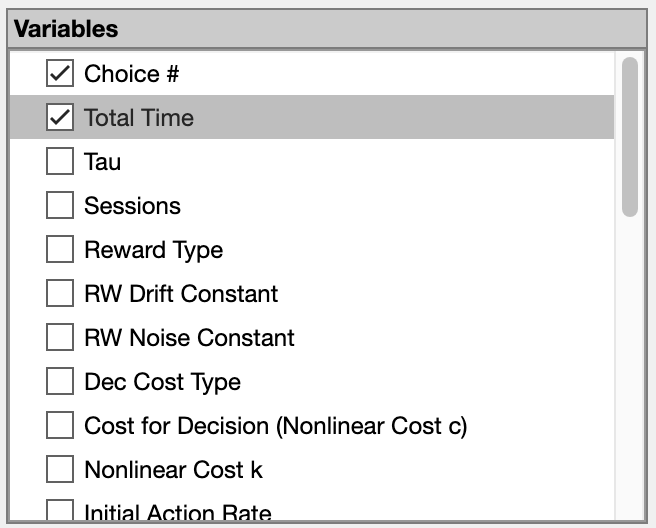 Variables
Choice #
Total Time
Tau
Sessions
Reward Type
RW Drift Constant
RW Noise Constant
Dec Cost Type
Cost for Decision (Nonlinear Cost c)
Nonlinear Cost k
Initial Action Rate